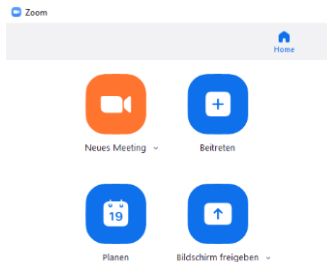 Zoom
Home
Neues Meeting
Beitreten
19
Planen
Bildschirm freigeben